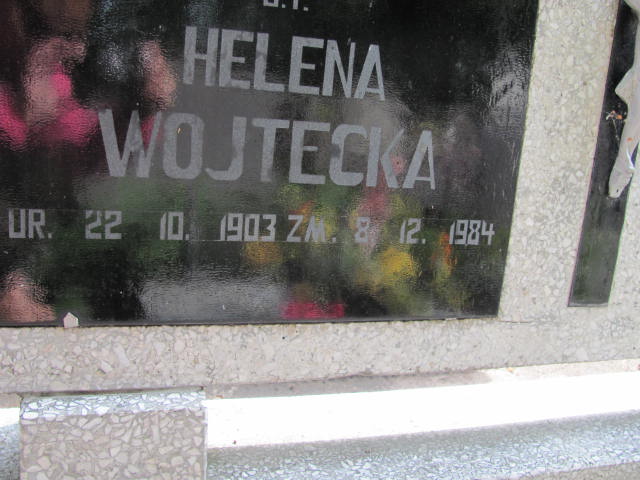 HELENA
WOJTECKA
UR. 22 10. 1903 ZM. 8 12. 1984